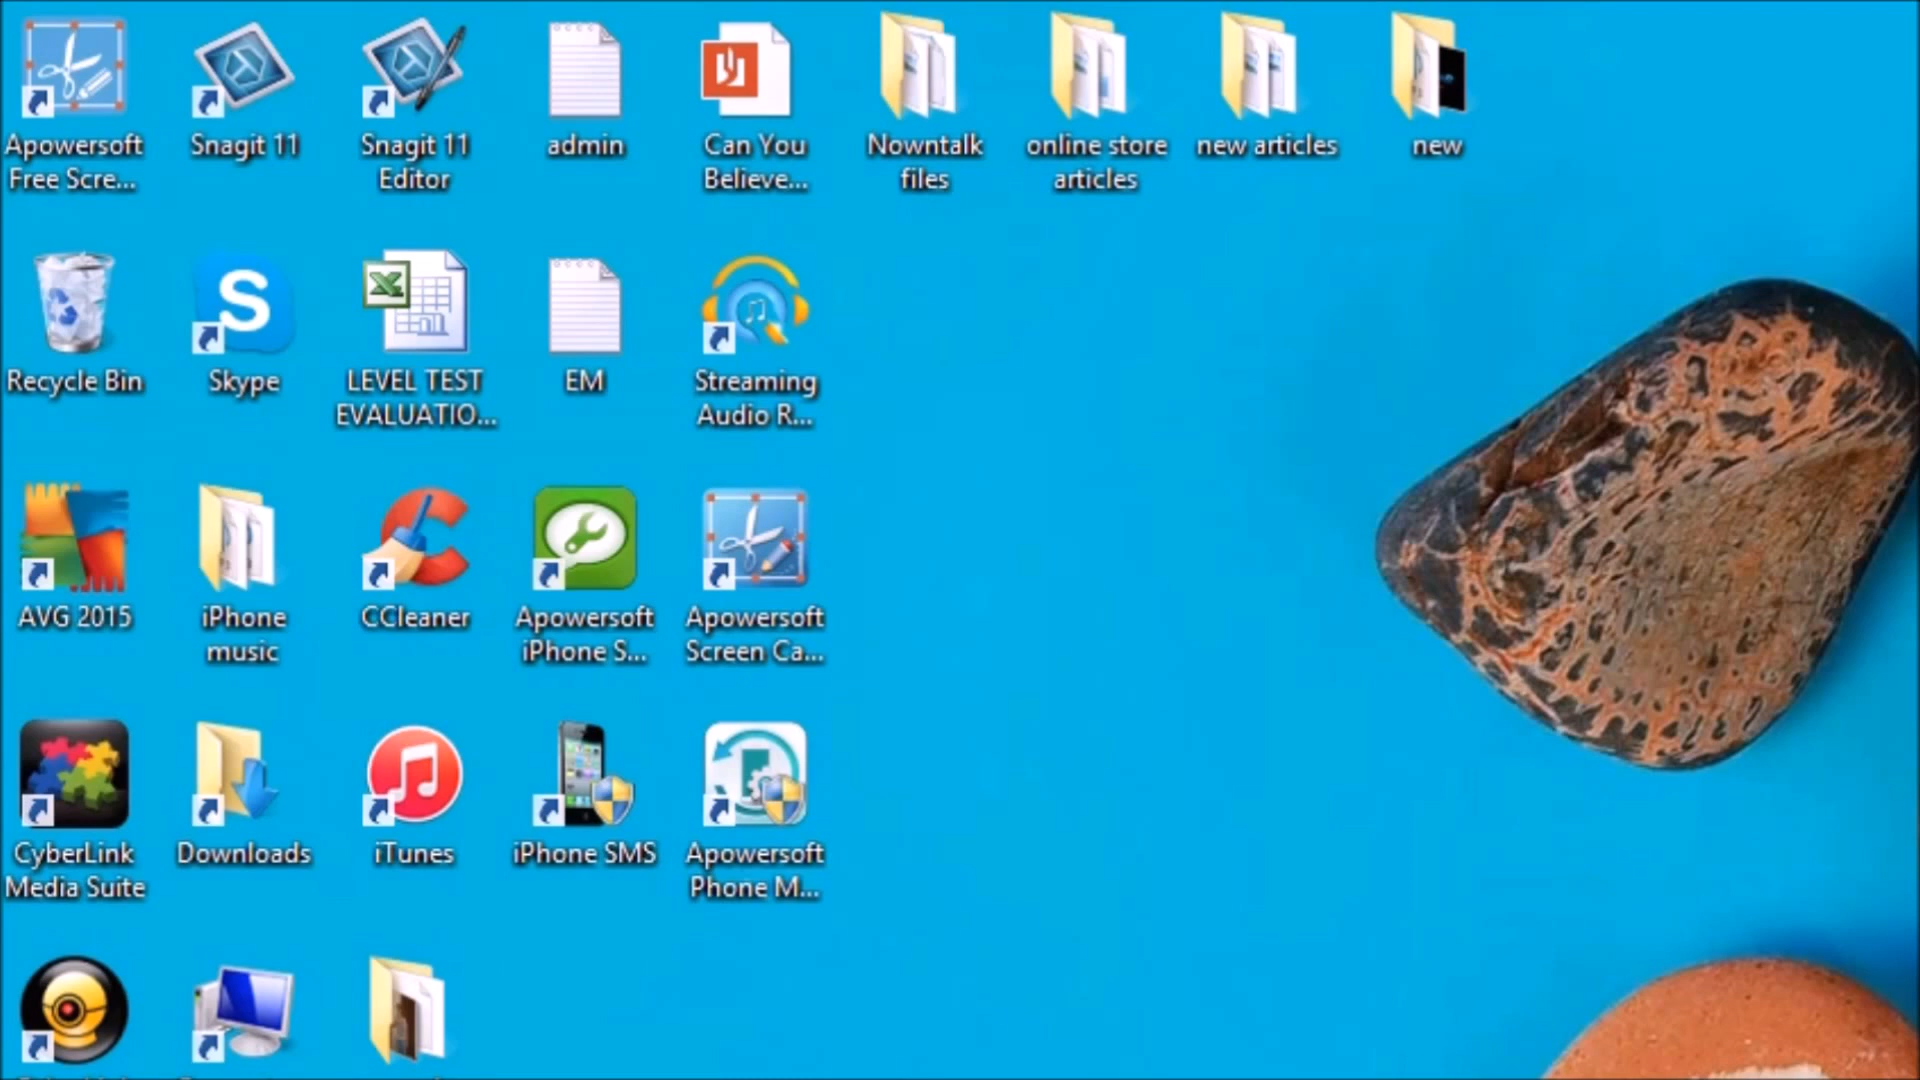 Apowersoft
Free Scre...
Snagit 11
Snagit 11
Editor
admin
Can You
Believe...
Nowntalk
files
online store
articles
new articles
new
Recycle Bin
Skype
LEVEL TEST
EVALUATIO...
EM
Streaming
Audio R...
AVG 2015
iPhone
music
CCleaner
Apowersoft
iPhone S...
Apowersoft
Screen Ca...
CyberLink
Media Suite
Downloads
iTunes
iPhone SMS
Apowersoft
Phone M...